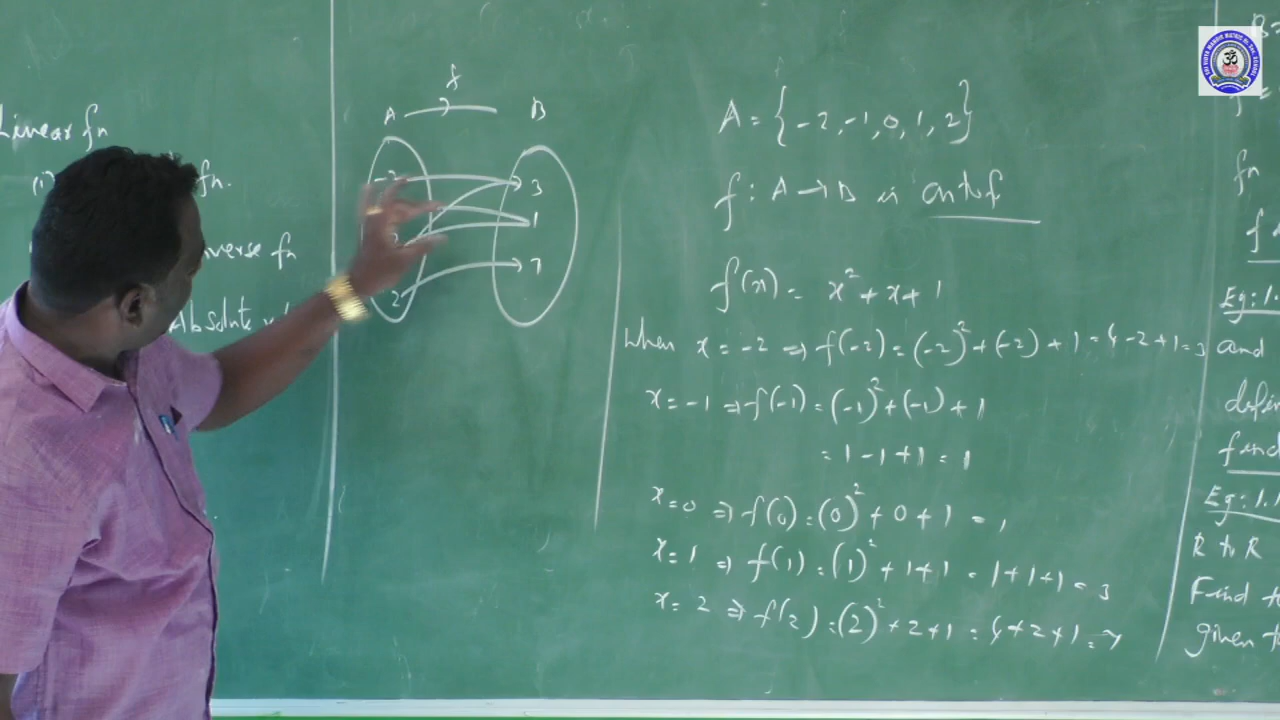 Linear fn
(i)
fn.
verse fn
Absolute
f
A → B
-2
2
3
1
7
A = {-2, -1, 0, 1, 2}
f : A → B is onto f
f(x) = x² + x + 1
When x = -2 ⇒ f(-2) = (-2)² + (-2) + 1 = 4 - 2 + 1 = 3
x = -1 ⇒ f(-1) = (-1)² + (-1) + 1
= 1 - 1 + 1 = 1
x = 0 ⇒ f(0) = (0)² + 0 + 1 = 1
x = 1 ⇒ f(1) = (1)² + 1 + 1 = 1 + 1 + 1 = 3
x = 2 ⇒ f(2) = (2)² + 2 + 1 = 4 + 2 + 1 = 7
B =
fn
Eg: 1.
and
defin
find
Eg: 1.1
R to R
Find t
given t